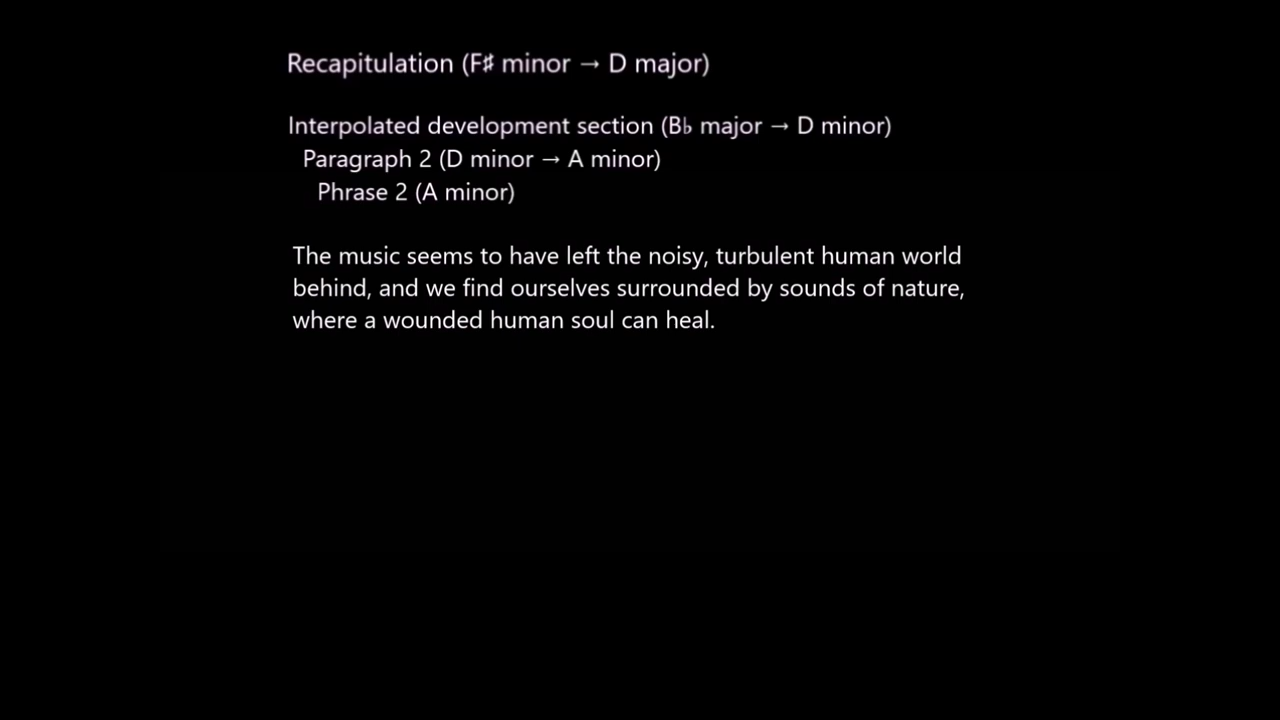 Recapitulation (F♯ minor → D major)
Interpolated development section (B♭ major → D minor)
Paragraph 2 (D minor → A minor)
Phrase 2 (A minor)
The music seems to have left the noisy, turbulent human world
behind, and we find ourselves surrounded by sounds of nature,
where a wounded human soul can heal.